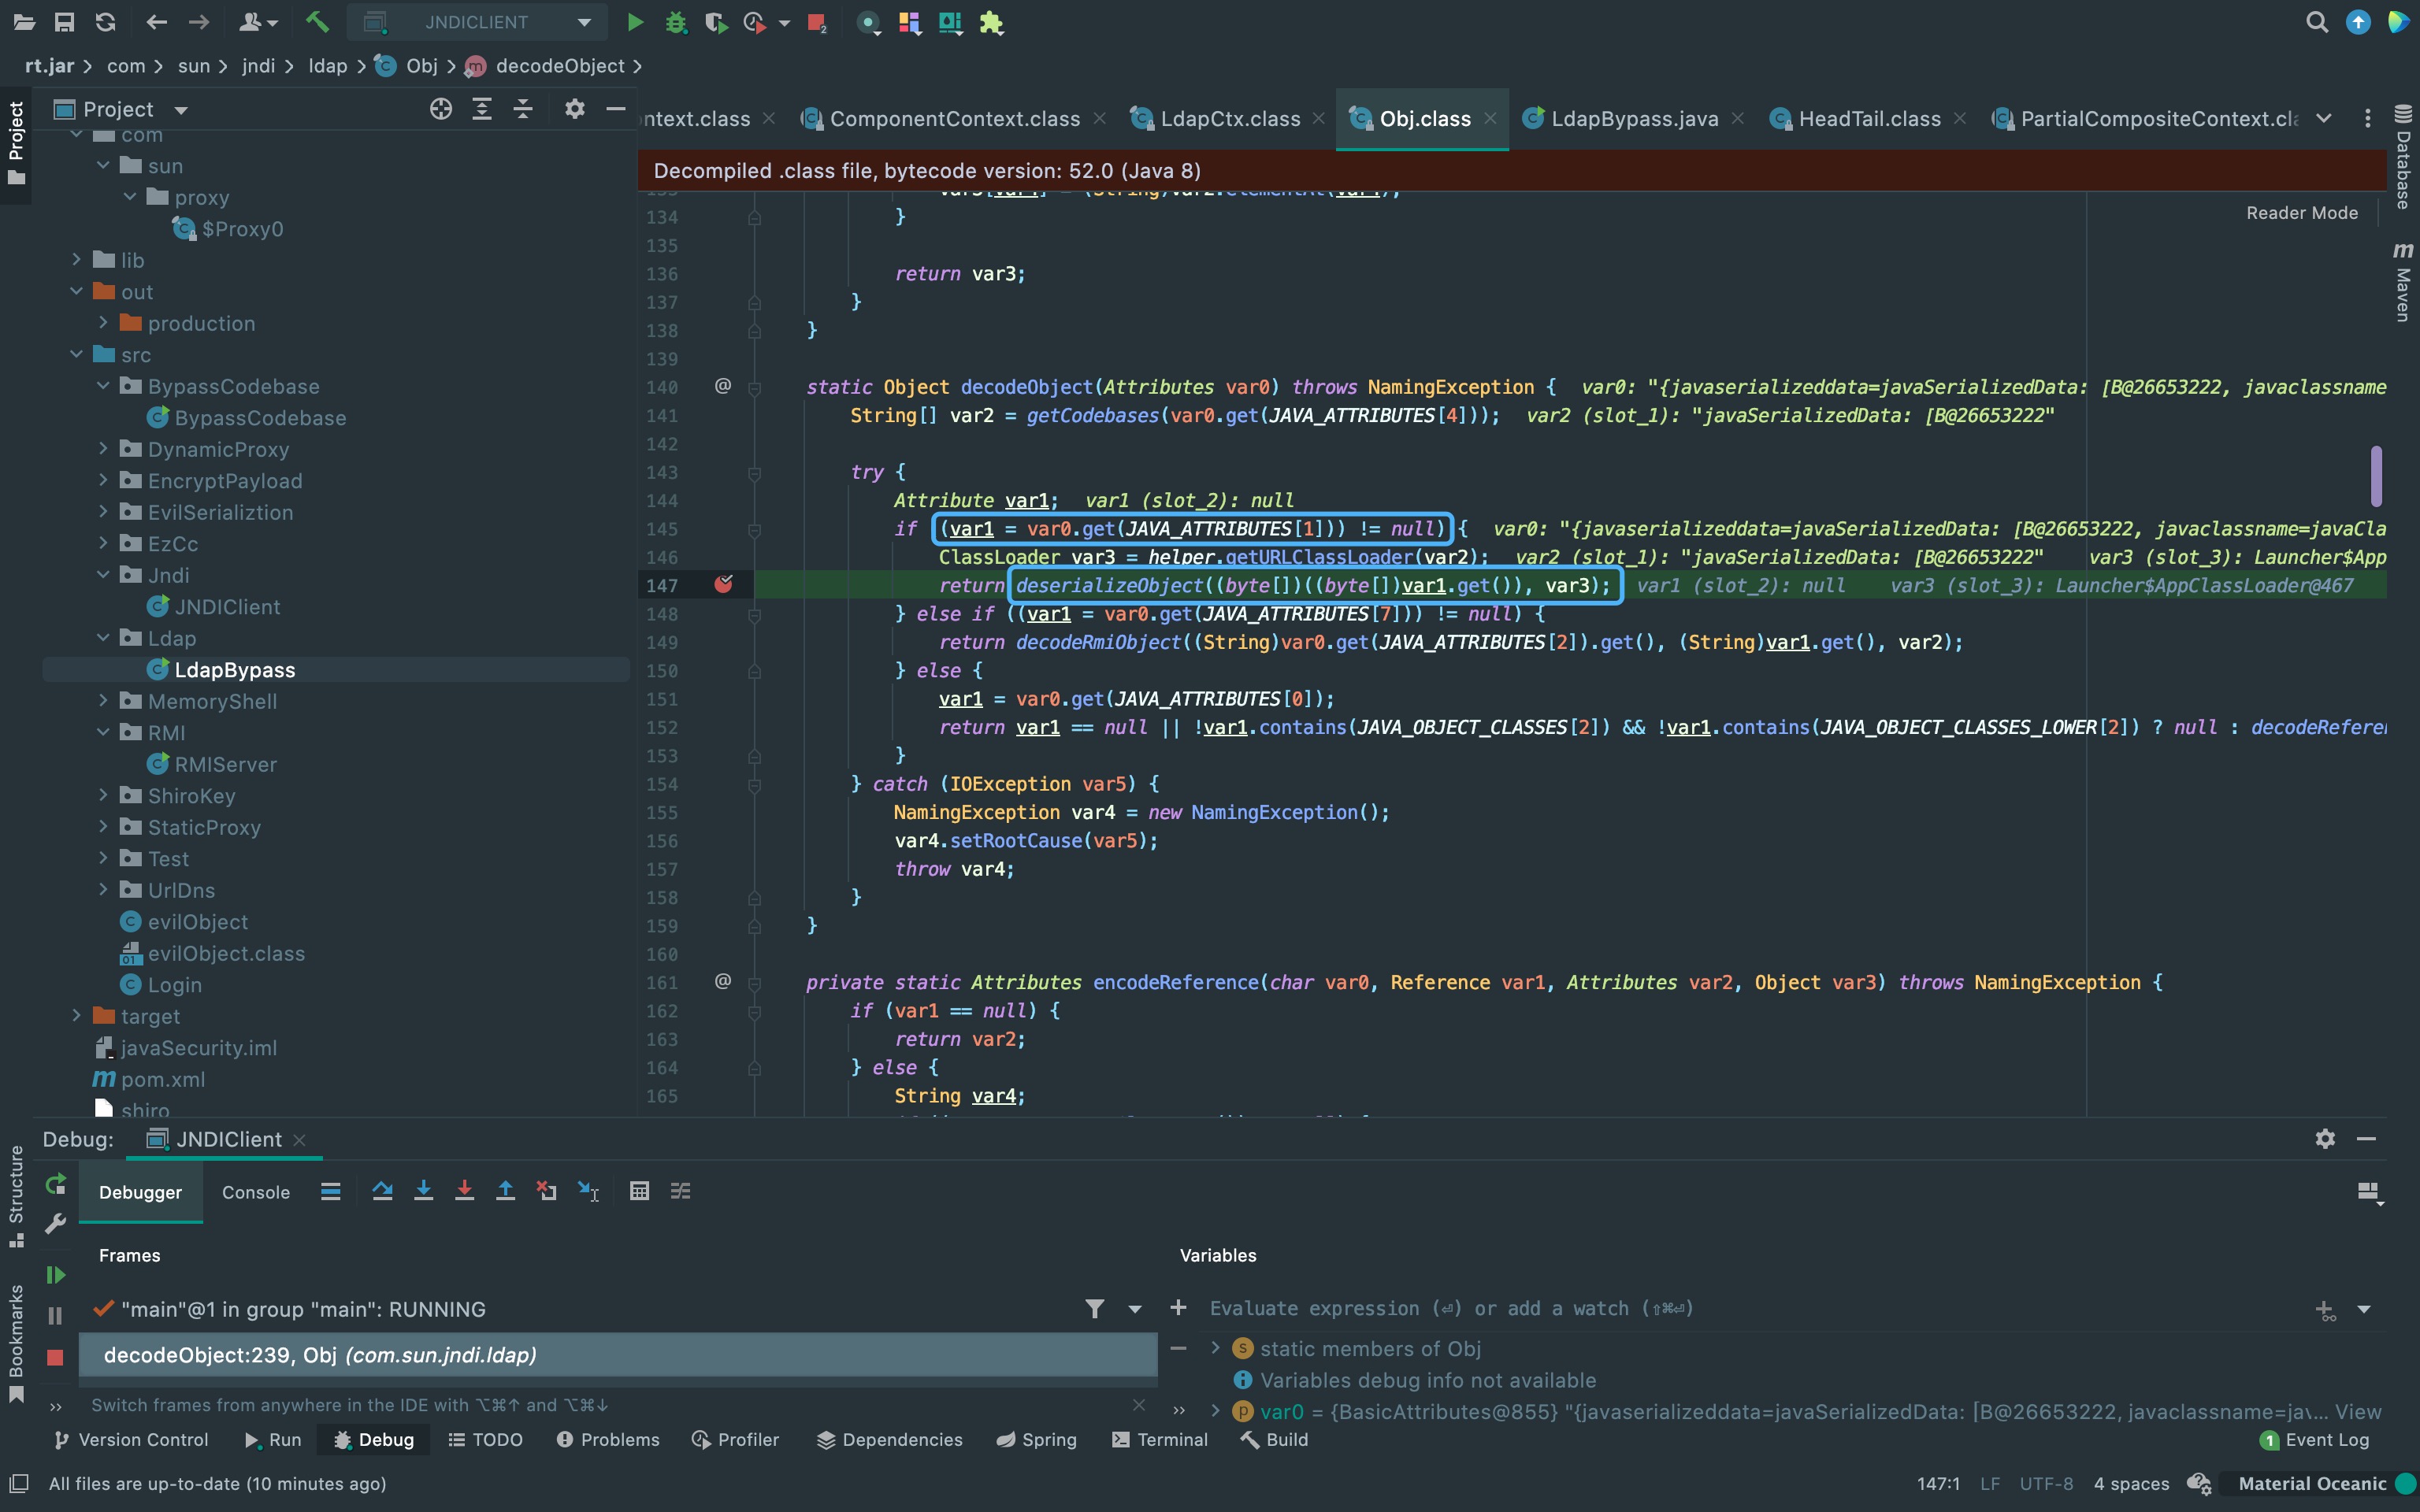 JNDICLIENT
rt.jar > com > sun > jndi > ldap > Obj > decodeObject >
Project
ntext.class
ComponentContext.class
LdapCtx.class
Obj.class
LdapBypass.java
HeadTail.class
PartialCompositeContext.cl
Decompiled .class file, bytecode version: 52.0 (Java 8)
Reader Mode
Project
Structure
Bookmarks
Database
Maven
com
sun
proxy
$Proxy0
lib
out
production
src
BypassCodebase
BypassCodebase
DynamicProxy
EncryptPayload
EvilSerializtion
EzCc
Jndi
JNDIClient
Ldap
LdapBypass
MemoryShell
RMI
RMIServer
ShiroKey
StaticProxy
Test
UrlDns
evilObject
evilObject.class
Login
target
javaSecurity.iml
pom.xml
shiro
134 }
135
136 return var3;
137 }
138 }
139
140 @ static Object decodeObject(Attributes var0) throws NamingException { var0: "{javaserializeddata=javaSerializedData: [B@26653222, javaclassname
141 String[] var2 = getCodebases(var0.get(JAVA_ATTRIBUTES[4])); var2 (slot_1): "javaSerializedData: [B@26653222"
142
143 try {
144 Attribute var1; var1 (slot_2): null
145 if ((var1 = var0.get(JAVA_ATTRIBUTES[1])) != null) { var0: "{javaserializeddata=javaSerializedData: [B@26653222, javaclassname=javaCla
146 ClassLoader var3 = helper.getURLClassLoader(var2); var2 (slot_1): "javaSerializedData: [B@26653222" var3 (slot_3): Launcher$App
147 return deserializeObject((byte[])((byte[])var1.get()), var3); var1 (slot_2): null var3 (slot_3): Launcher$AppClassLoader@467
148 } else if ((var1 = var0.get(JAVA_ATTRIBUTES[7])) != null) {
149 return decodeRmiObject((String)var0.get(JAVA_ATTRIBUTES[2]).get(), (String)var1.get(), var2);
150 } else {
151 var1 = var0.get(JAVA_ATTRIBUTES[0]);
152 return var1 == null || !var1.contains(JAVA_OBJECT_CLASSES[2]) && !var1.contains(JAVA_OBJECT_CLASSES_LOWER[2]) ? null : decodeRefere
153 }
154 } catch (IOException var5) {
155 NamingException var4 = new NamingException();
156 var4.setRootCause(var5);
157 throw var4;
158 }
159 }
160
161 @ private static Attributes encodeReference(char var0, Reference var1, Attributes var2, Object var3) throws NamingException {
162 if (var1 == null) {
163 return var2;
164 } else {
165 String var4;
Debug: JNDIClient
Debugger Console
Frames
Variables
"main"@1 in group "main": RUNNING
Evaluate expression (⏎) or add a watch (⇧⌘⏎)
decodeObject:239, Obj (com.sun.jndi.ldap)
static members of Obj
Variables debug info not available
Switch frames from anywhere in the IDE with ⌥⌘↑ and ⌥⌘↓
var0 = {BasicAttributes@855} "{javaserializeddata=javaSerializedData: [B@26653222, javaclassname=jav... View
Version Control Run Debug TODO Problems Profiler Dependencies Spring Terminal Build 1 Event Log
All files are up-to-date (10 minutes ago)
147:1 LF UTF-8 4 spaces Material Oceanic